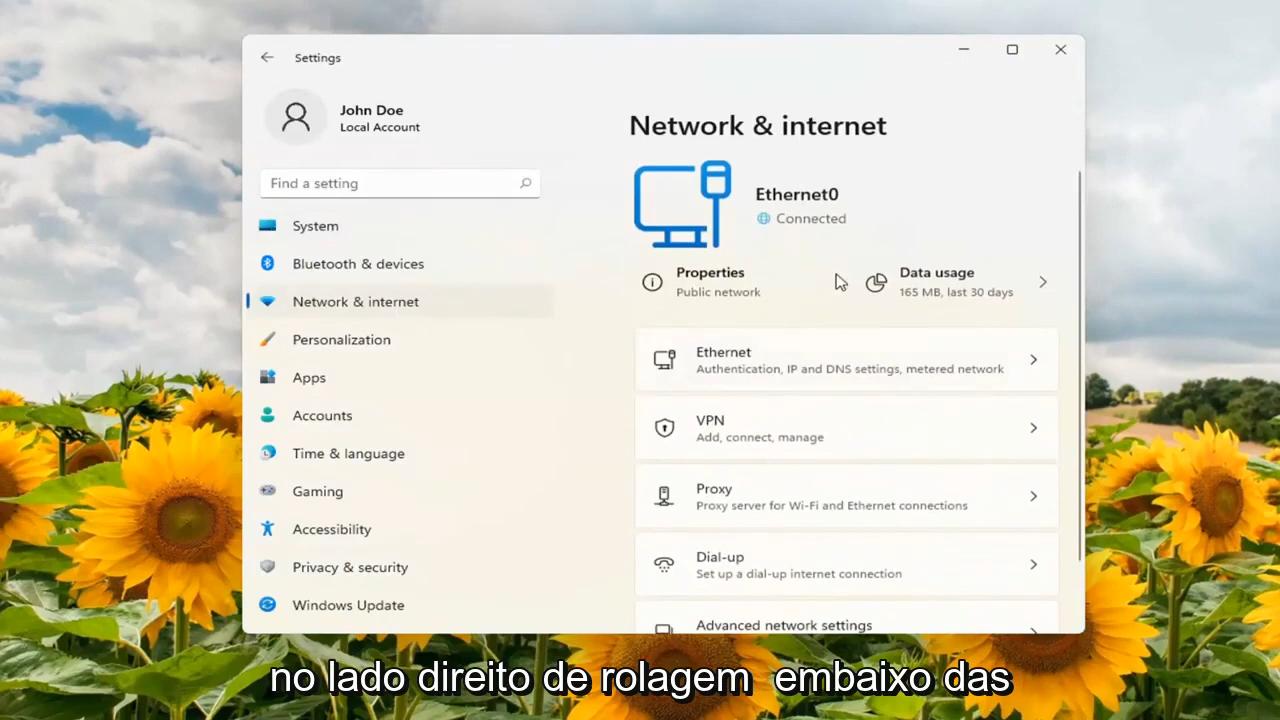 Settings
John Doe
Local Account
Find a setting
System
Bluetooth & devices
Network & internet
Personalization
Apps
Accounts
Time & language
Gaming
Accessibility
Privacy & security
Windows Update
Network & internet
Ethernet0
Connected
Properties
Public network
Data usage
165 MB, last 30 days
Ethernet
Authentication, IP and DNS settings, metered network
VPN
Add, connect, manage
Proxy
Proxy server for Wi-Fi and Ethernet connections
Dial-up
Set up a dial-up internet connection
Advanced network settings
no lado direito de rolagem embaixo das